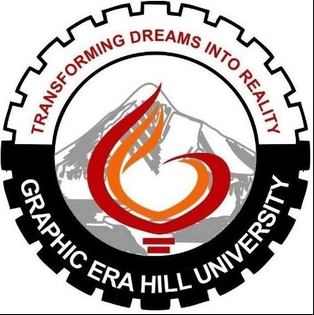 TRANSFORMING DREAMS INTO REALITY
GRAPHIC ERA HILL UNIVERSITY